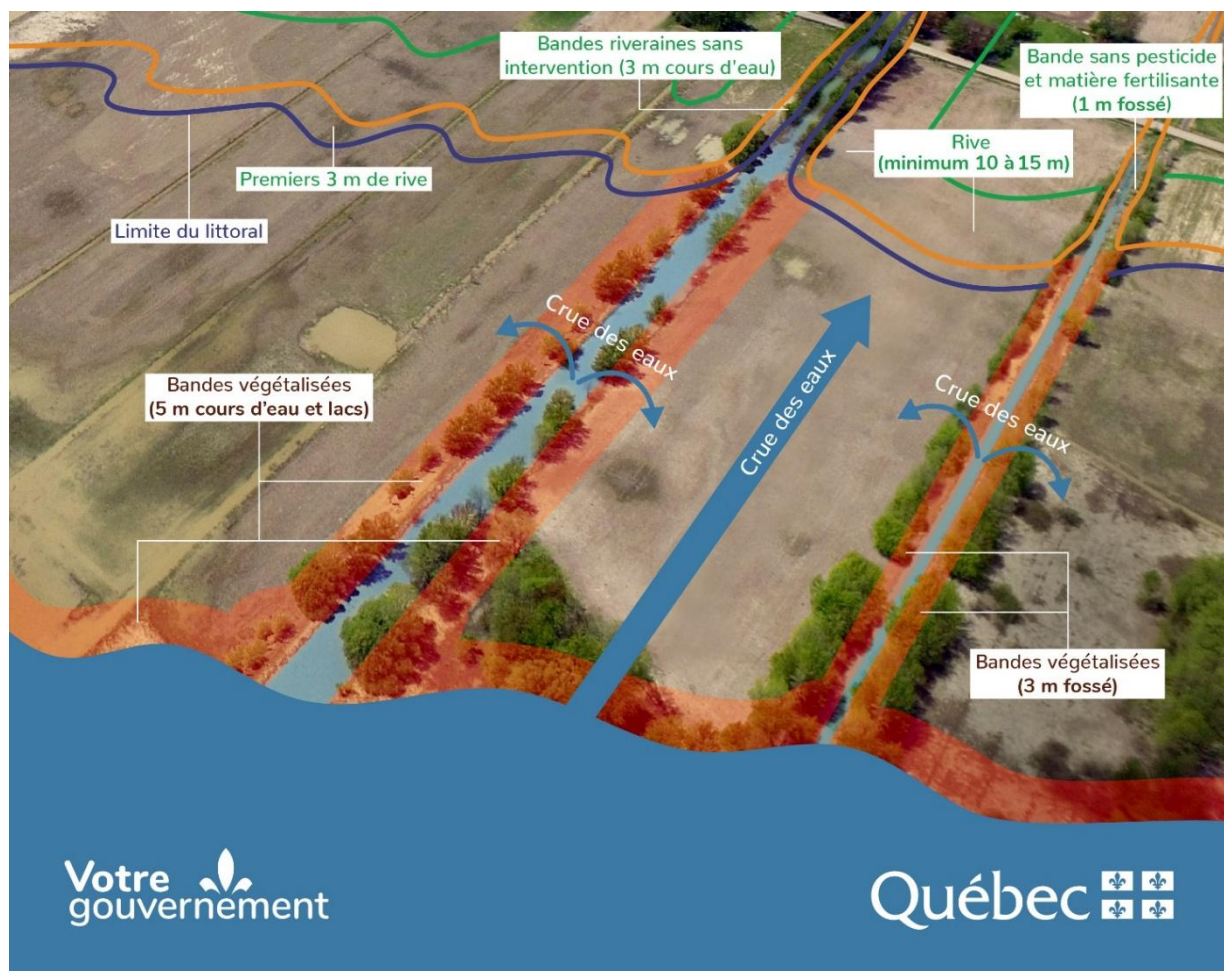 Bandes riveraines sans
intervention (3 m cours d'eau)
Bande sans pesticide
et matière fertilisante
(1 m fossé)
Rive
(minimum 10 à 15 m)
Premiers 3 m de rive
Limite du littoral
Crue des eaux
Crue des eaux
Crue des eaux
Bandes végétalisées
(5 m cours d'eau et lacs)
Bandes végétalisées
(3 m fossé)
Votre
gouvernement
Québec